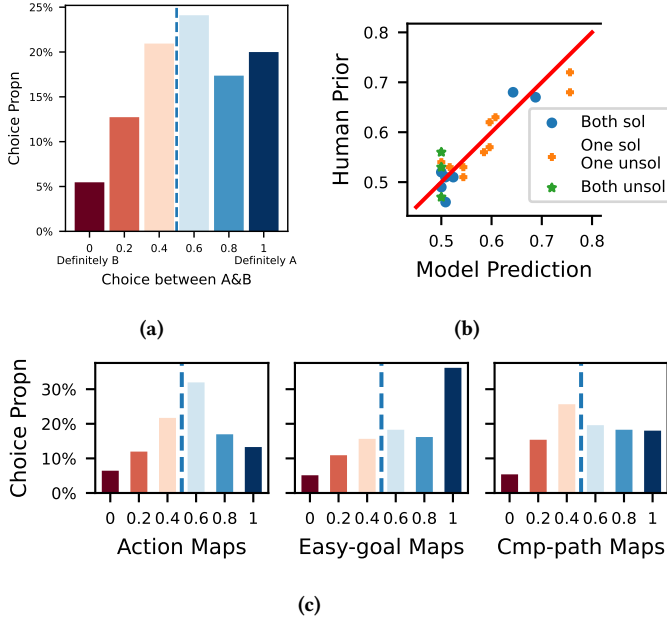 25%
20%
15%
10%
5%
0%
Choice Propn
0 0.2 0.4 0.6 0.8 1
Definitely B Definitely A
Choice between A&B
(a)
0.8
0.7
0.6
0.5
Human Prior
Both sol
One sol
One unsol
Both unsol
0.5 0.6 0.7 0.8
Model Prediction
(b)
Choice Propn
30%
20%
10%
0%
0 0.2 0.4 0.6 0.8 1
Action Maps
0 0.2 0.4 0.6 0.8 1
Easy-goal Maps
0 0.2 0.4 0.6 0.8 1
Cmp-path Maps
(c)